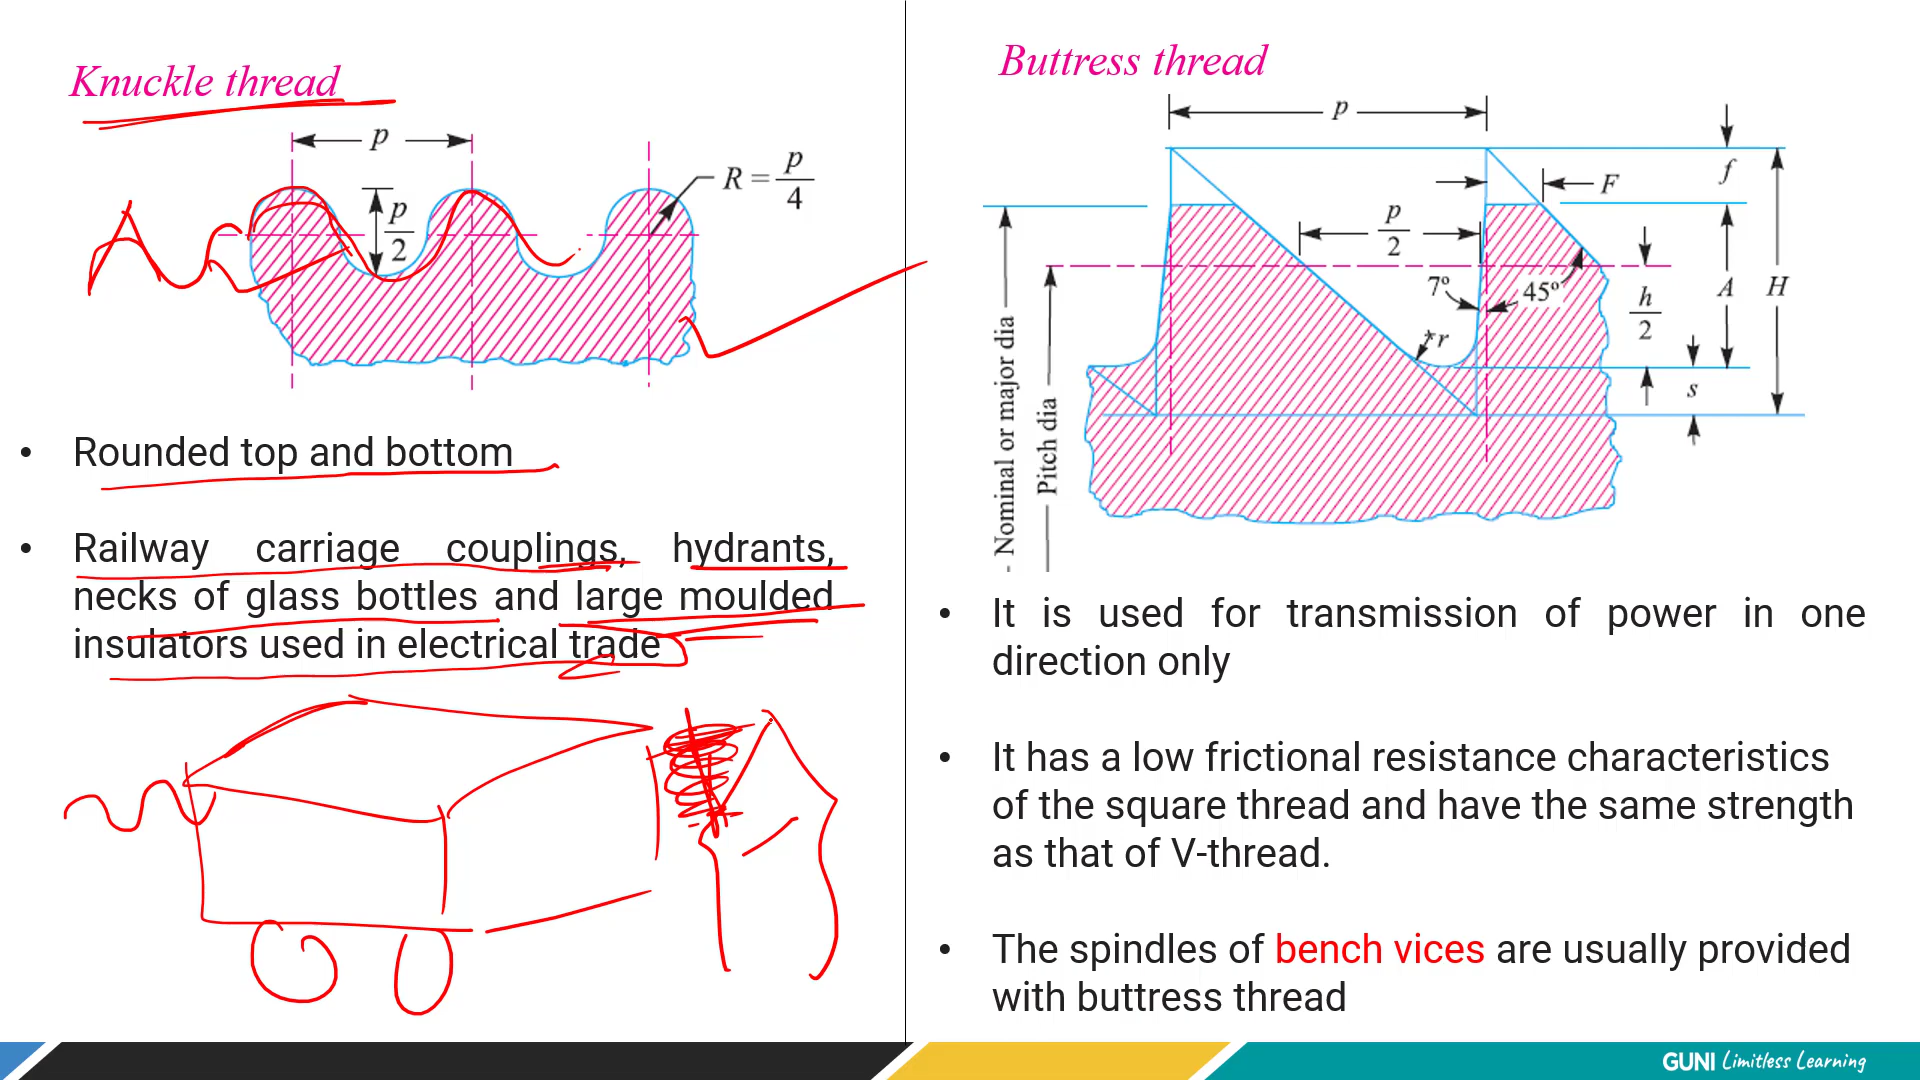 Knuckle thread
p
R = p/4
p/2
• Rounded top and bottom
• Railway carriage couplings, hydrants,
necks of glass bottles and large moulded
insulators used in electrical trade
Buttress thread
p
f
F
p/2
7º
45º
h/2
A
H
r
s
Nominal or major dia
Pitch dia
• It is used for transmission of power in one
direction only
• It has a low frictional resistance characteristics
of the square thread and have the same strength
as that of V-thread.
• The spindles of bench vices are usually provided
with buttress thread
GUNI Limitless Learning